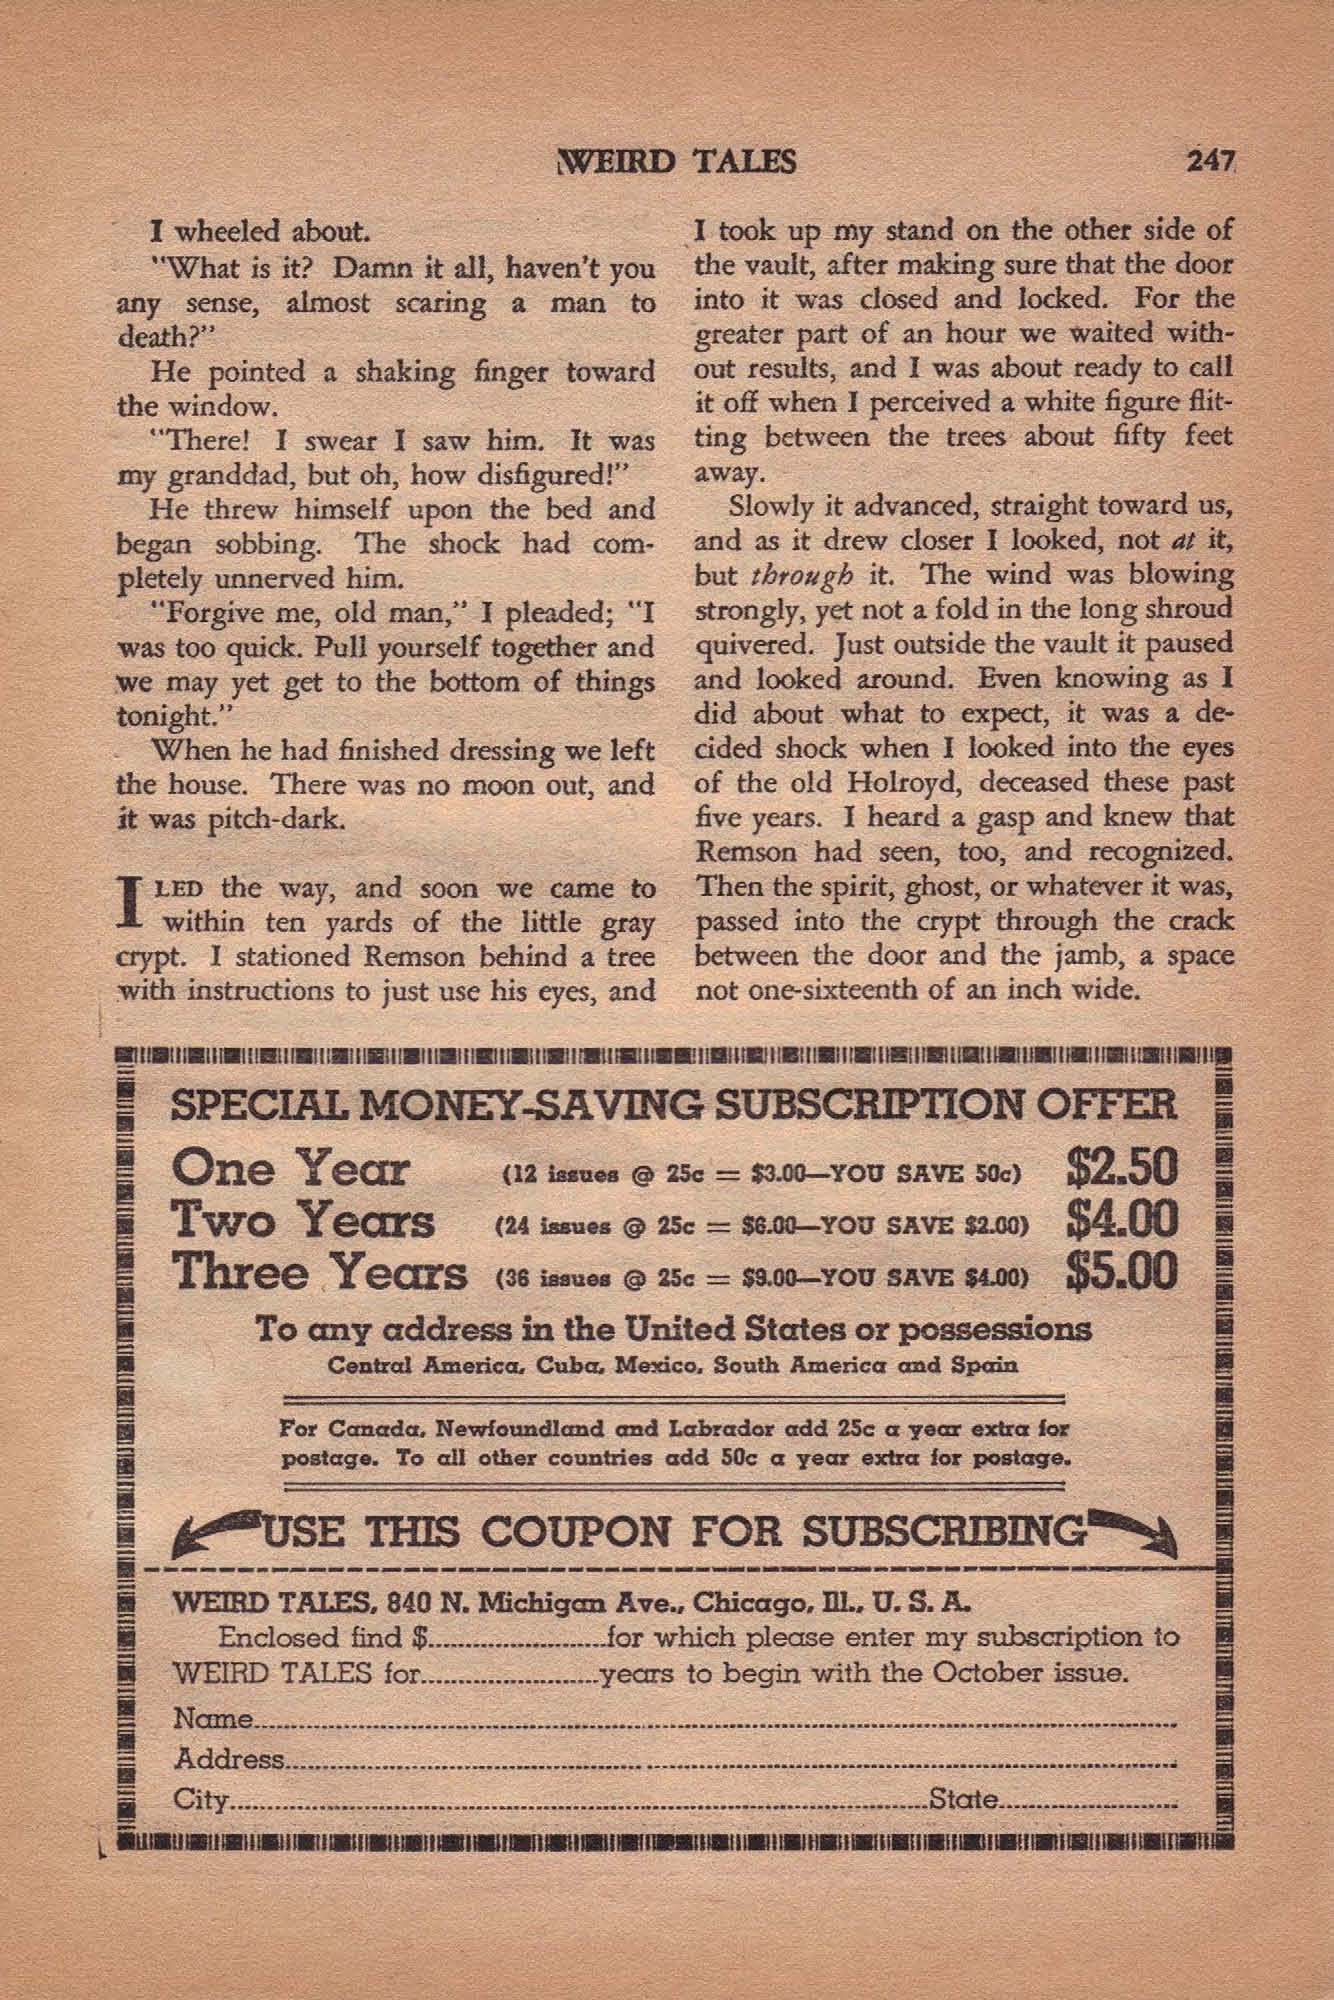 WEIRD TALES 247
I wheeled about.
"What is it? Damn it all, haven't you
any sense, almost scaring a man to
death?"
He pointed a shaking finger toward
the window.
"There! I swear I saw him. It was
my granddad, but oh, how disfigured!"
He threw himself upon the bed and
began sobbing. The shock had com-
pletely unnerved him.
"Forgive me, old man," I pleaded; "I
was too quick. Pull yourself together and
we may yet get to the bottom of things
tonight."
When he had finished dressing we left
the house. There was no moon out, and
it was pitch-dark.
I LED the way, and soon we came to
within ten yards of the little gray
crypt. I stationed Remson behind a tree
with instructions to just use his eyes, and
I took up my stand on the other side of
the vault, after making sure that the door
into it was closed and locked. For the
greater part of an hour we waited with-
out results, and I was about ready to call
it off when I perceived a white figure flit-
ting between the trees about fifty feet
away.
Slowly it advanced, straight toward us,
and as it drew closer I looked, not at it,
but through it. The wind was blowing
strongly, yet not a fold in the long shroud
quivered. Just outside the vault it paused
and looked around. Even knowing as I
did about what to expect, it was a de-
cided shock when I looked into the eyes
of the old Holroyd, deceased these past
five years. I heard a gasp and knew that
Remson had seen, too, and recognized.
Then the spirit, ghost, or whatever it was,
passed into the crypt through the crack
between the door and the jamb, a space
not one-sixteenth of an inch wide.
SPECIAL MONEY-SAVING SUBSCRIPTION OFFER
One Year (12 issues @ 25c = $3.00—YOU SAVE 50c) $2.50
Two Years (24 issues @ 25c = $6.00—YOU SAVE $2.00) $4.00
Three Years (36 issues @ 25c = $9.00—YOU SAVE $4.00) $5.00
To any address in the United States or possessions
Central America, Cuba, Mexico, South America and Spain
For Canada, Newfoundland and Labrador add 25c a year extra for
postage. To all other countries add 50c a year extra for postage.
USE THIS COUPON FOR SUBSCRIBING
WEIRD TALES, 840 N. Michigan Ave., Chicago, Ill., U. S. A.
Enclosed find $........................for which please enter my subscription to
WEIRD TALES for........................years to begin with the October issue.
Name........................
Address........................
City........................State........................